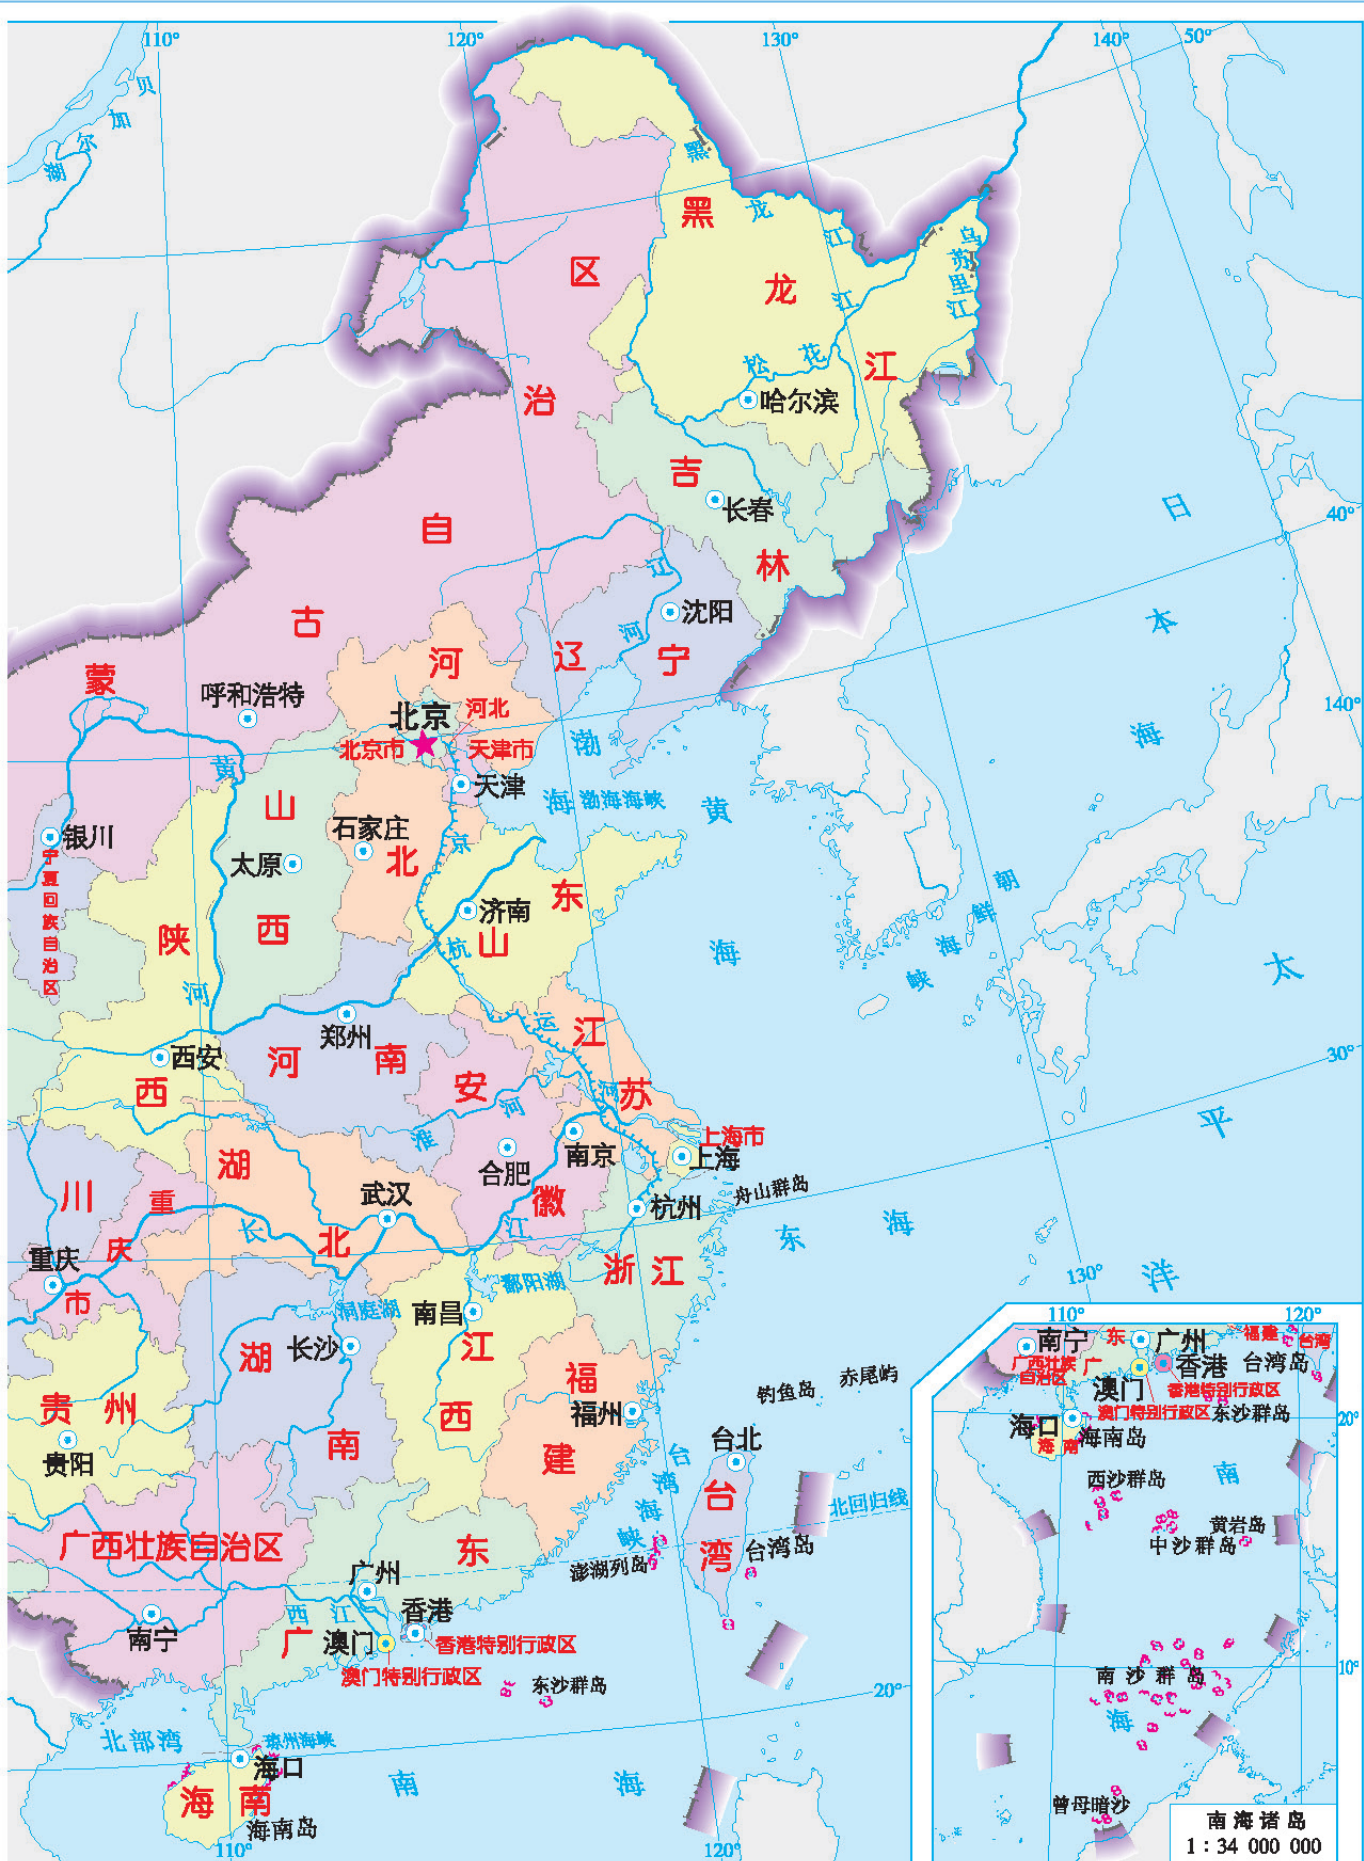 110°
120°
130°
140°
50°
贝
加
尔
湖
黑
龙
江
黑
龙
江
乌
苏
里
江
松
花
江
哈尔滨
区
治
自
古
蒙
吉
林
长春
日
本
海
40°
辽
河
沈阳
辽
宁
呼和浩特
河
北
北京
河北
北京市
天津市
天津
140°
渤
海
渤海海峡
黄
海
黄
河
山
西
石家庄
太原
京
杭
运
河
银川
宁
夏
回
族
自
治
区
陕
西
济南
山
东
朝
鲜
海
峡
太
平
洋
郑州
西安
河
南
安
徽
江
苏
淮
河
30°
上海市
上海
南京
合肥
湖
北
武汉
川
重
庆
市
重庆
长
江
杭州
舟山群岛
东
海
浙
江
130°
洞庭湖
鄱阳湖
南昌
长沙
湖
南
江
西
福
建
福州
贵
州
贵阳
钓鱼岛
赤尾屿
台北
台
湾
台
湾
海
峡
北回归线
台湾岛
澎湖列岛
广西壮族自治区
南宁
广
东
广州
西
江
香港
澳门
香港特别行政区
澳门特别行政区
东沙群岛
20°
北部湾
琼州海峡
海口
海
南
海南岛
南
海
110°
120°
110°
120°
南宁
东
广州
福建
台湾
广西壮族
自治区
广
香港
台湾岛
澳门
香港特别行政区
澳门特别行政区
东沙群岛
20°
海口
海南
海南岛
西沙群岛
南
海
黄岩岛
中沙群岛
南沙群岛
10°
曾母暗沙
南海诸岛
1：34 000 000